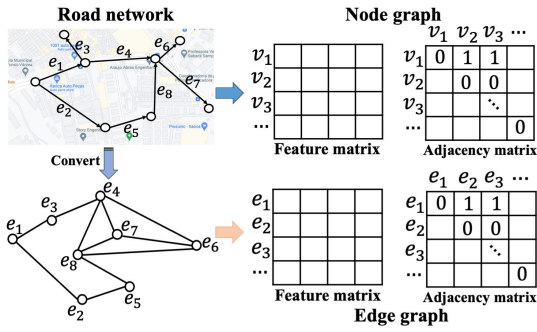 Road network
Node graph
e₃ e₄ e₆
e₁ e₈ e₇
e₂ e₅
v₁ v₂ v₃ ...
v₁ 0 1 1
v₂ 0 0
v₃ ⋱
... 0
v₁
v₂
v₃
...
Feature matrix
Adjacency matrix
Convert
e₄
e₃
e₁ e₇
e₆
e₈
e₅
e₂
e₁
e₂
e₃
...
e₁ e₂ e₃ ...
e₁ 0 1 1
e₂ 0 0
e₃ ⋱
... 0
Feature matrix
Adjacency matrix
Edge graph